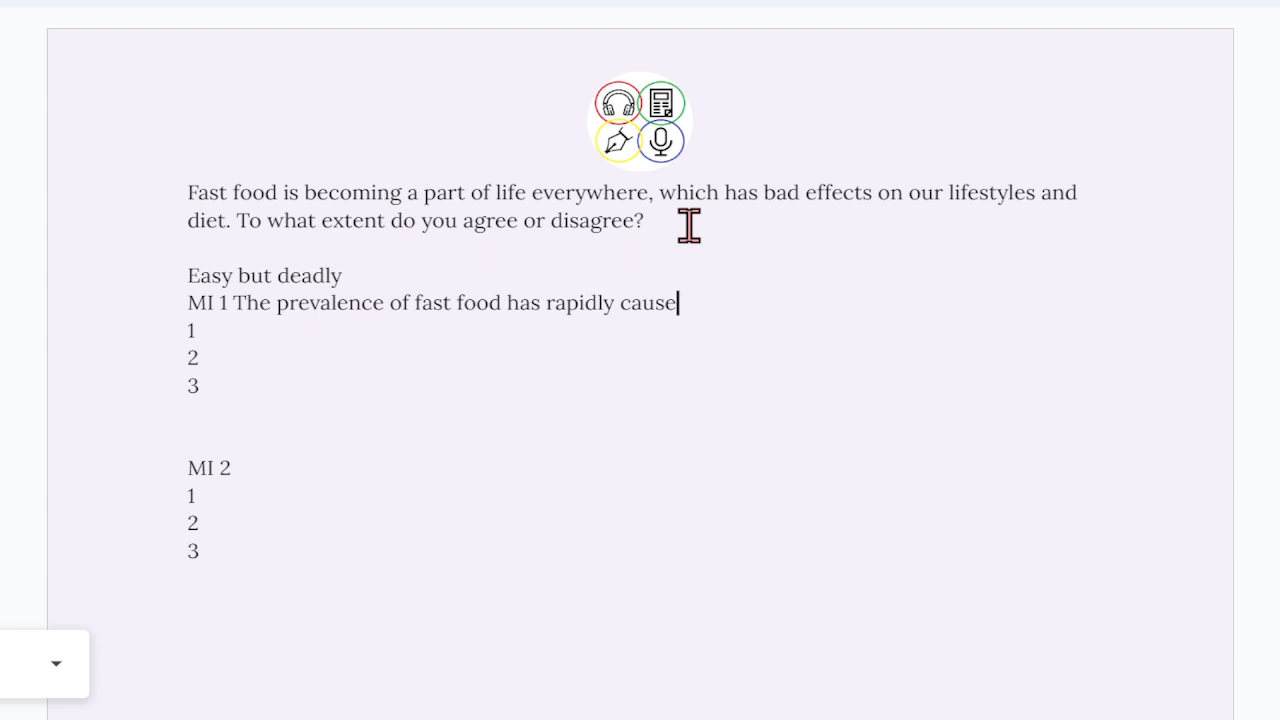 Fast food is becoming a part of life everywhere, which has bad effects on our lifestyles and
diet. To what extent do you agree or disagree?
Easy but deadly
MI 1 The prevalence of fast food has rapidly cause
1
2
3
MI 2
1
2
3